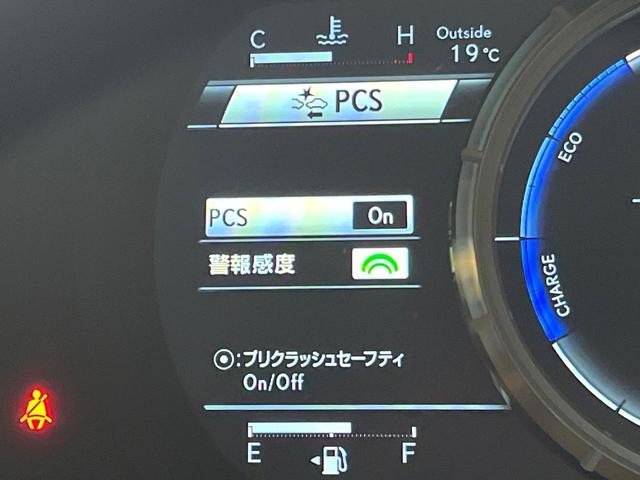 C H
Outside
19℃
PCS
PCS On
警報感度
ECO
CHARGE
⦿:プリクラッシュセーフティ
On/Off
E F